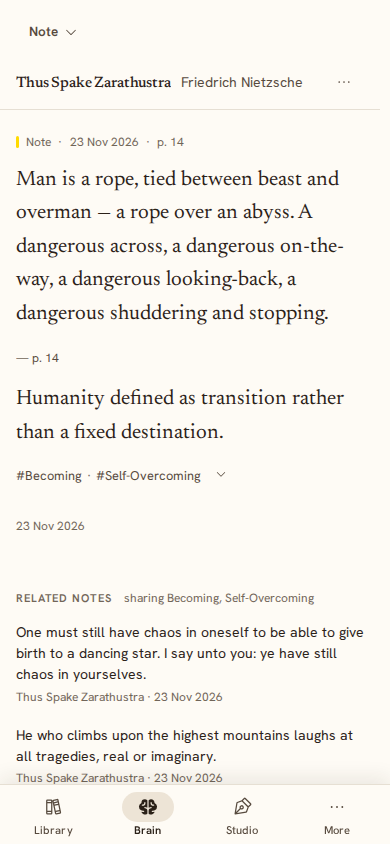 Note
Thus Spake Zarathustra Friedrich Nietzsche
Note · 23 Nov 2026 · p. 14
Man is a rope, tied between beast and
overman — a rope over an abyss. A
dangerous across, a dangerous on-the-
way, a dangerous looking-back, a
dangerous shuddering and stopping.
— p. 14
Humanity defined as transition rather
than a fixed destination.
#Becoming · #Self-Overcoming
23 Nov 2026
RELATED NOTES sharing Becoming, Self-Overcoming
One must still have chaos in oneself to be able to give
birth to a dancing star. I say unto you: ye have still
chaos in yourselves.
Thus Spake Zarathustra · 23 Nov 2026
He who climbs upon the highest mountains laughs at
all tragedies, real or imaginary.
Thus Spake Zarathustra · 23 Nov 2026
Library Brain Studio More